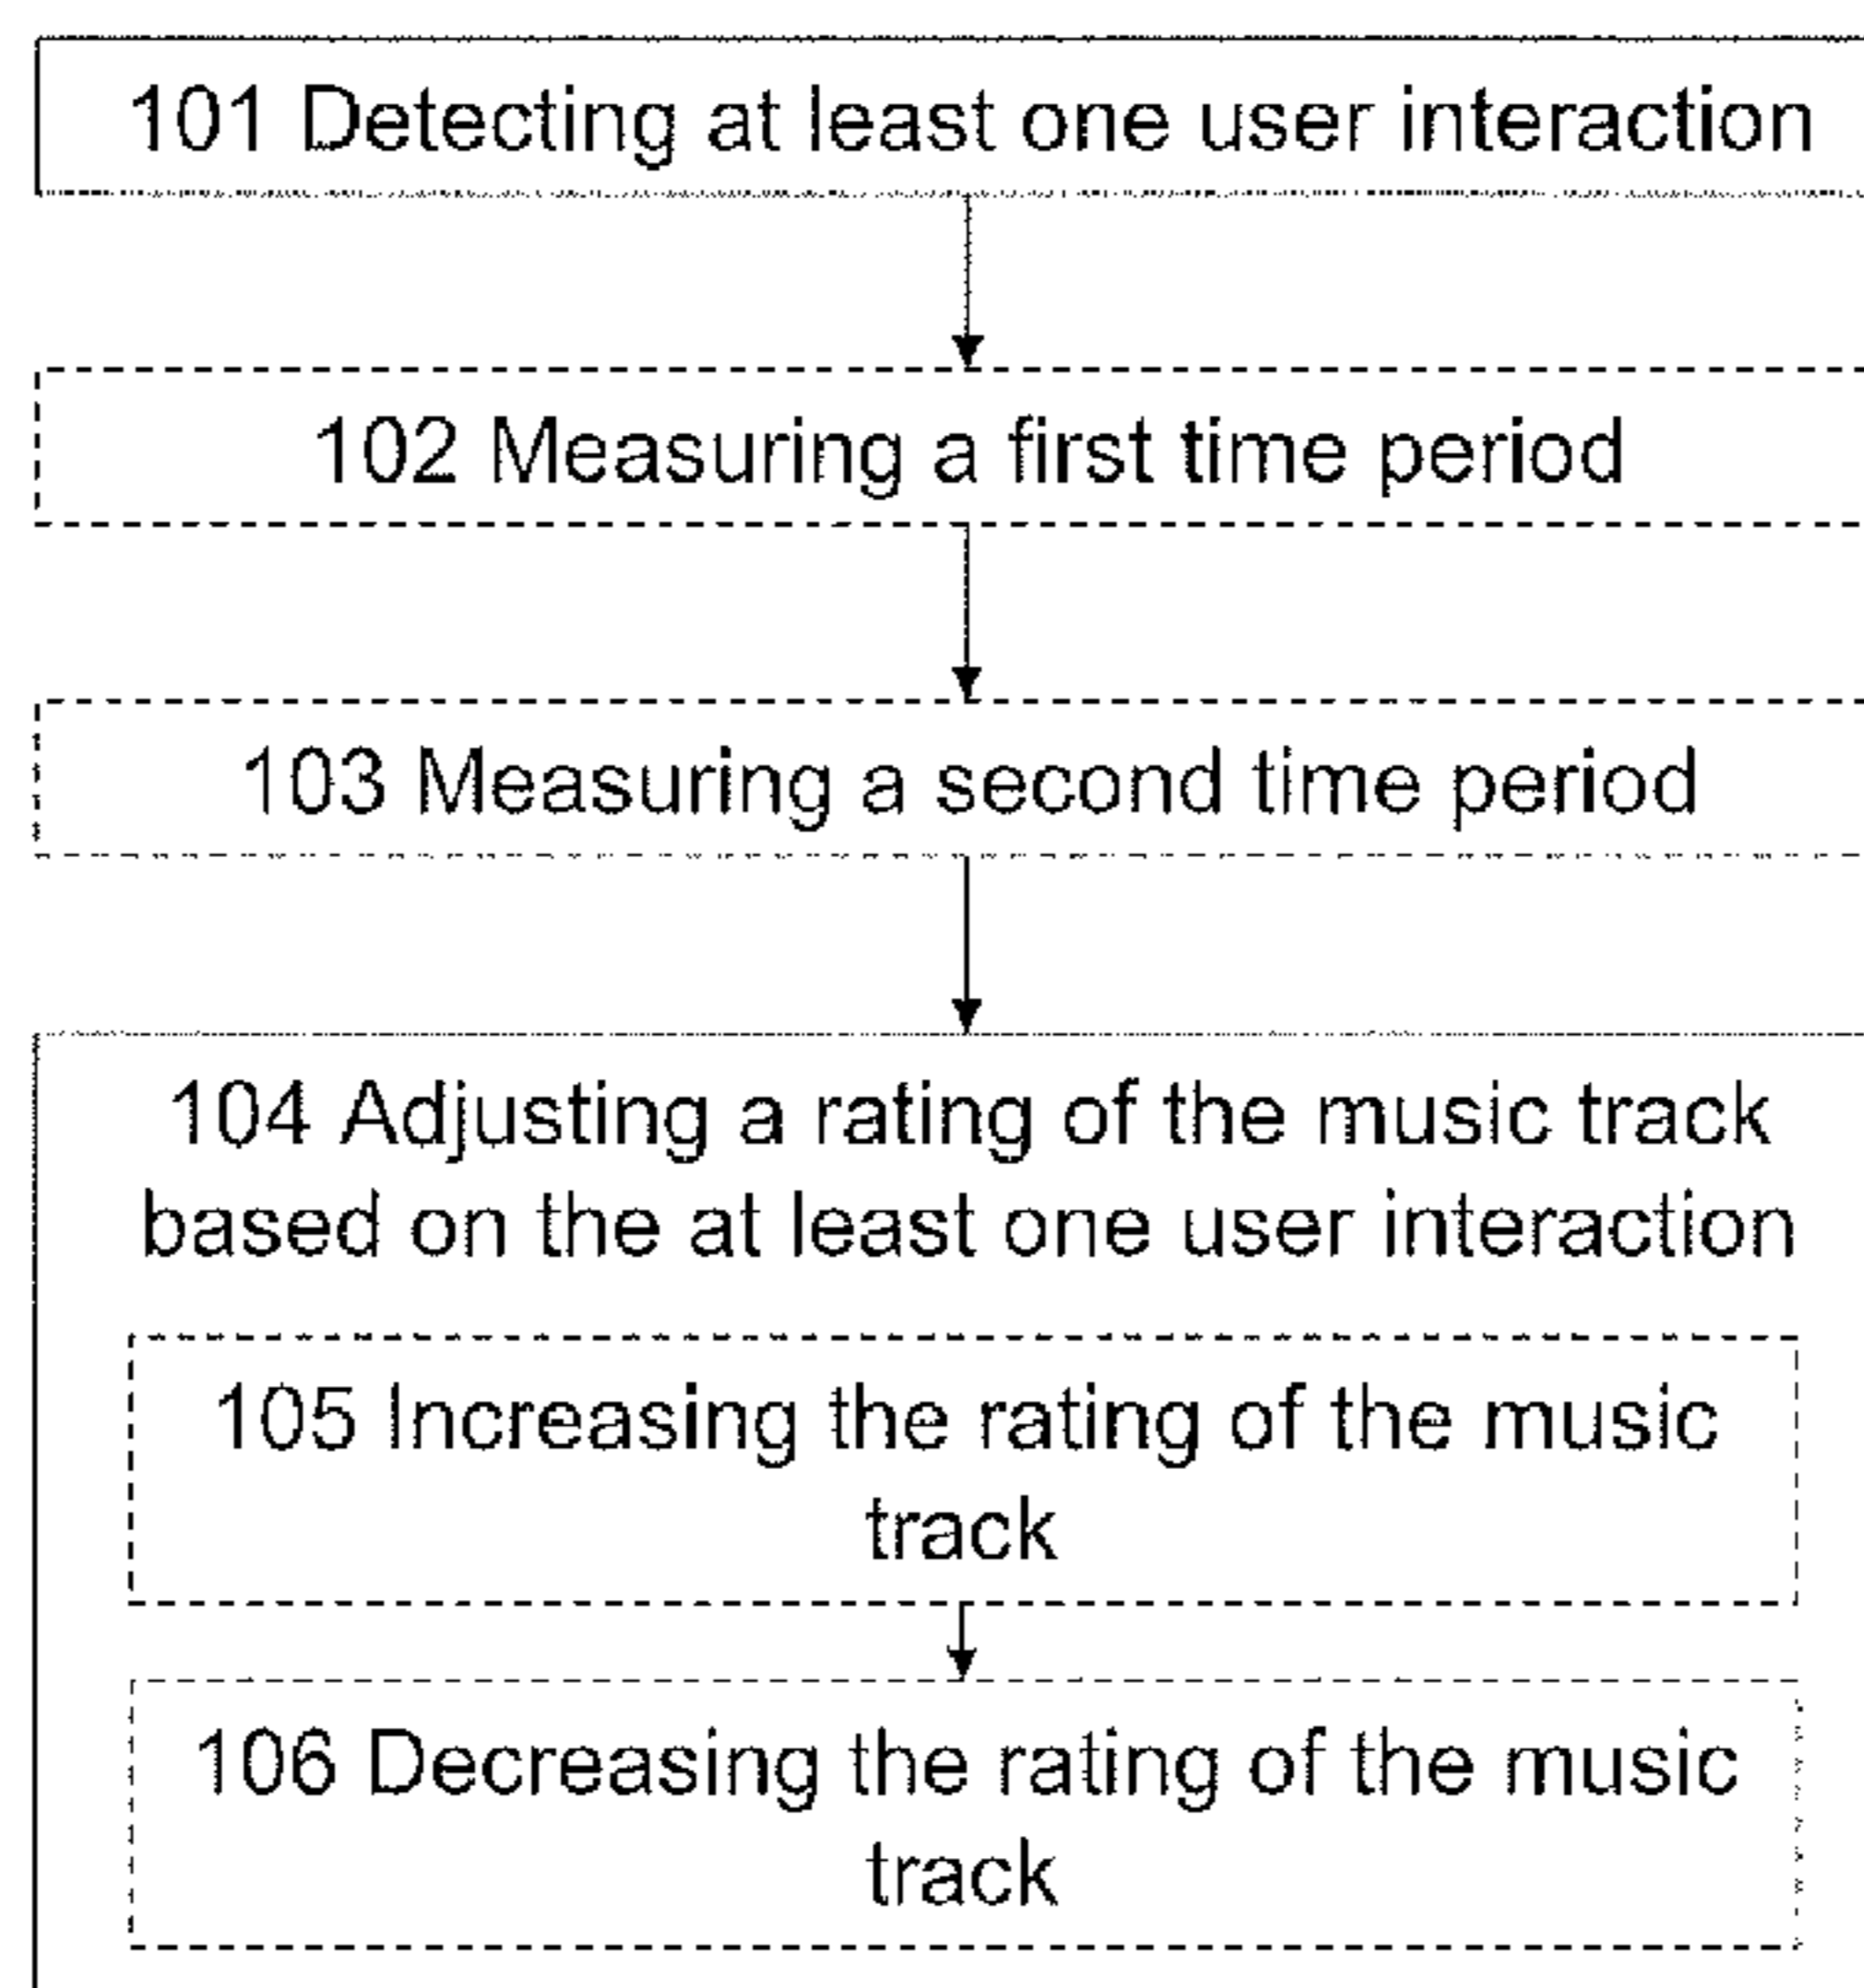 101 Detecting at least one user interaction
102 Measuring a first time period
103 Measuring a second time period
104 Adjusting a rating of the music track
based on the at least one user interaction
105 Increasing the rating of the music
track
106 Decreasing the rating of the music
track